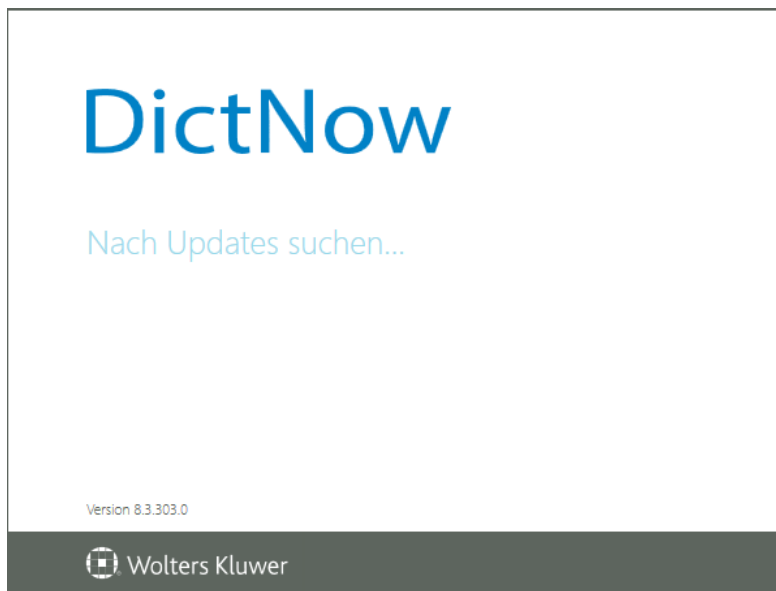 DictNow
Nach Updates suchen...
Version 8.3.303.0
Wolters Kluwer